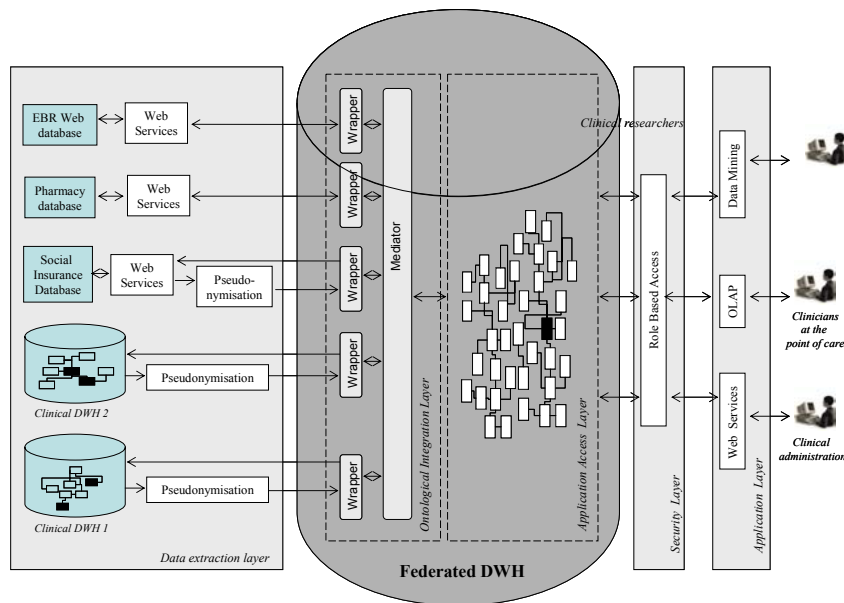 EBR Web
database
Web
Services
Pharmacy
database
Web
Services
Social
Insurance
Database
Web
Services
Pseudo-
nymisation
Clinical DWH 2
Pseudonymisation
Clinical DWH 1
Pseudonymisation
Data extraction layer
Wrapper
Wrapper
Wrapper
Wrapper
Wrapper
Mediator
Ontological Integration Layer
Application Access Layer
Federated DWH
Clinical researchers
Role Based Access
Security Layer
Data Mining
OLAP
Web Services
Application Layer
Clinicians
at the
point of care
Clinical
administration